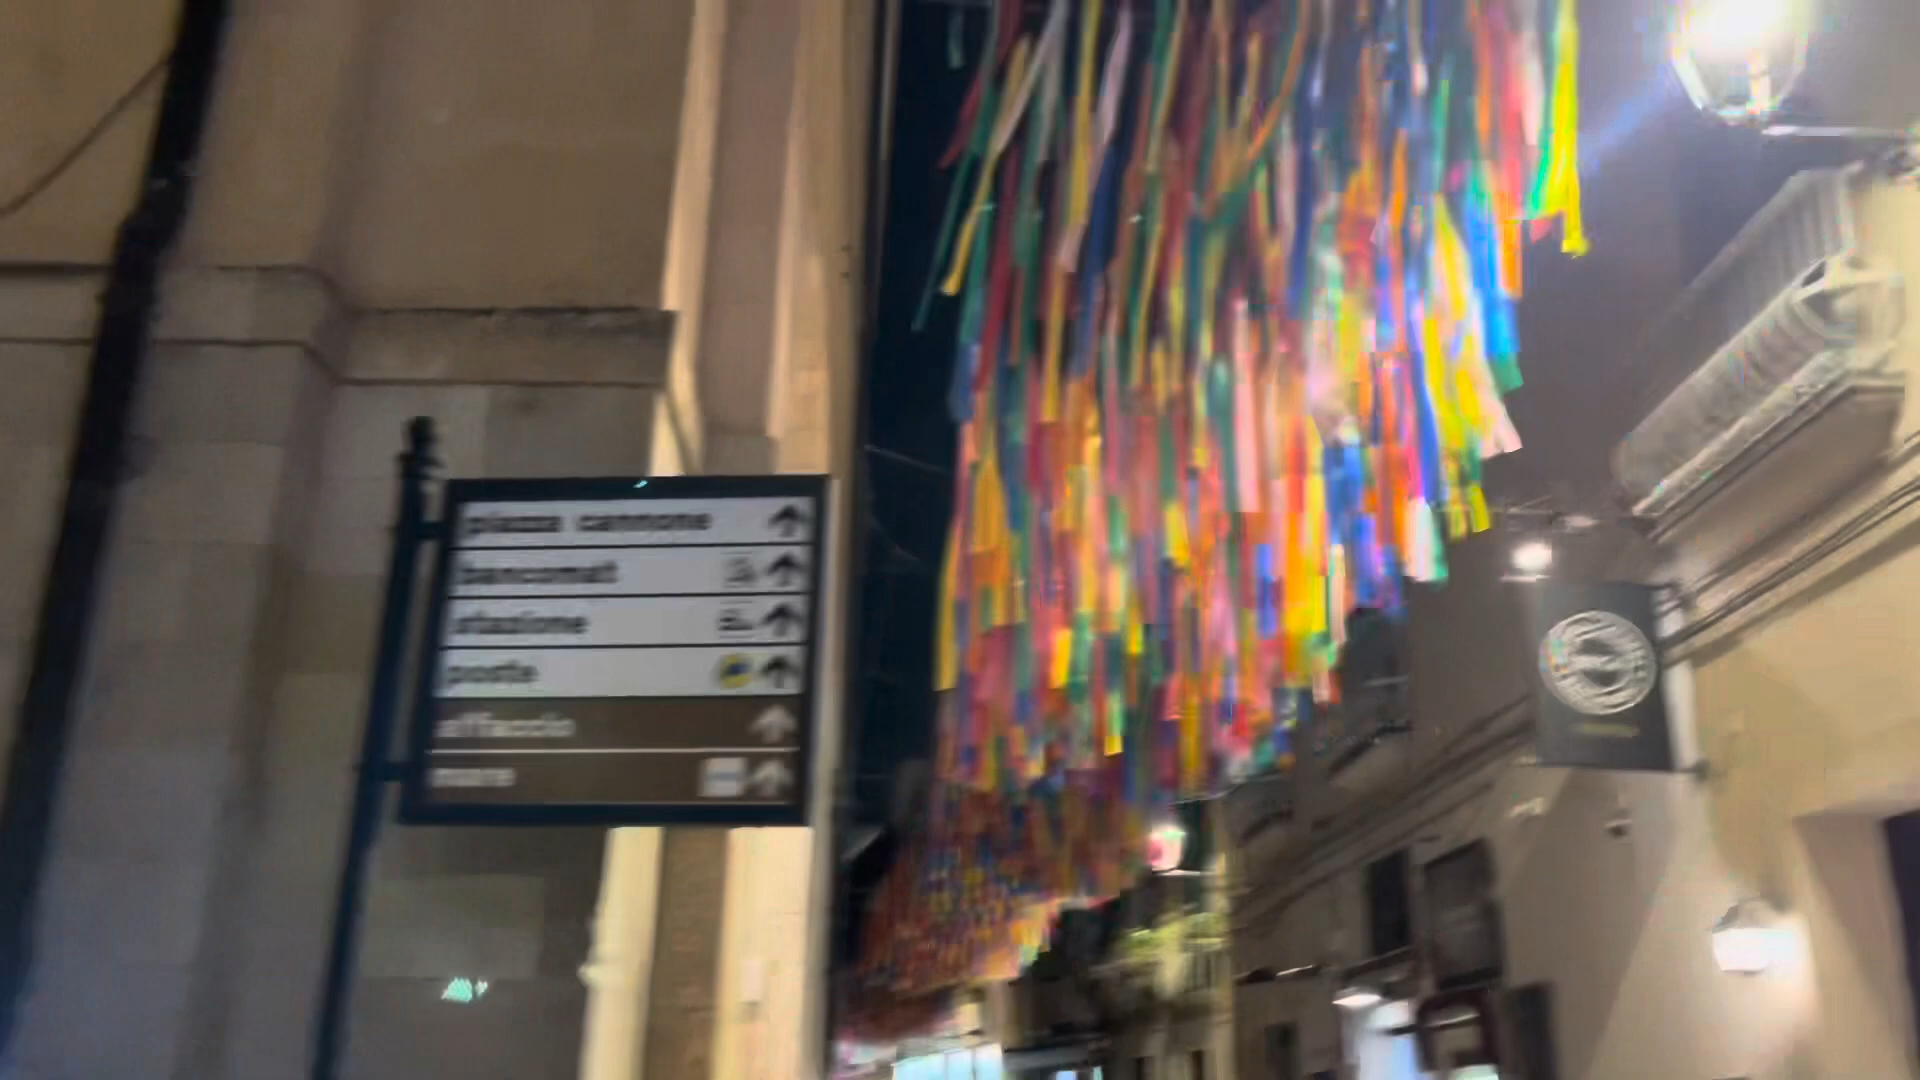 piazza cannone
bancomat
stazione
poste
affaccio
mare